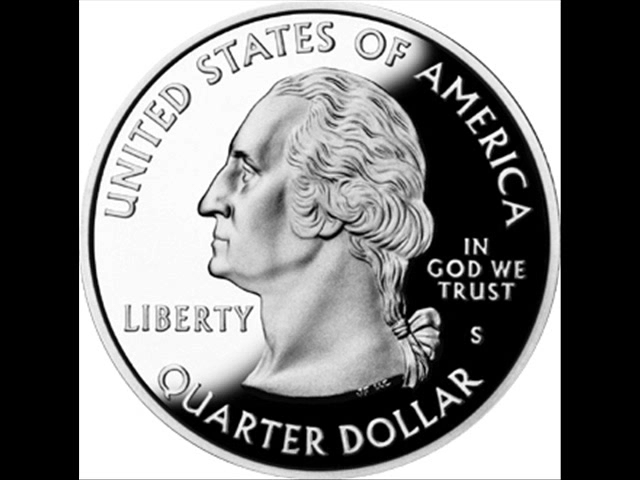 UNITED STATES OF AMERICA
LIBERTY
IN
GOD WE
TRUST
S
QUARTER DOLLAR